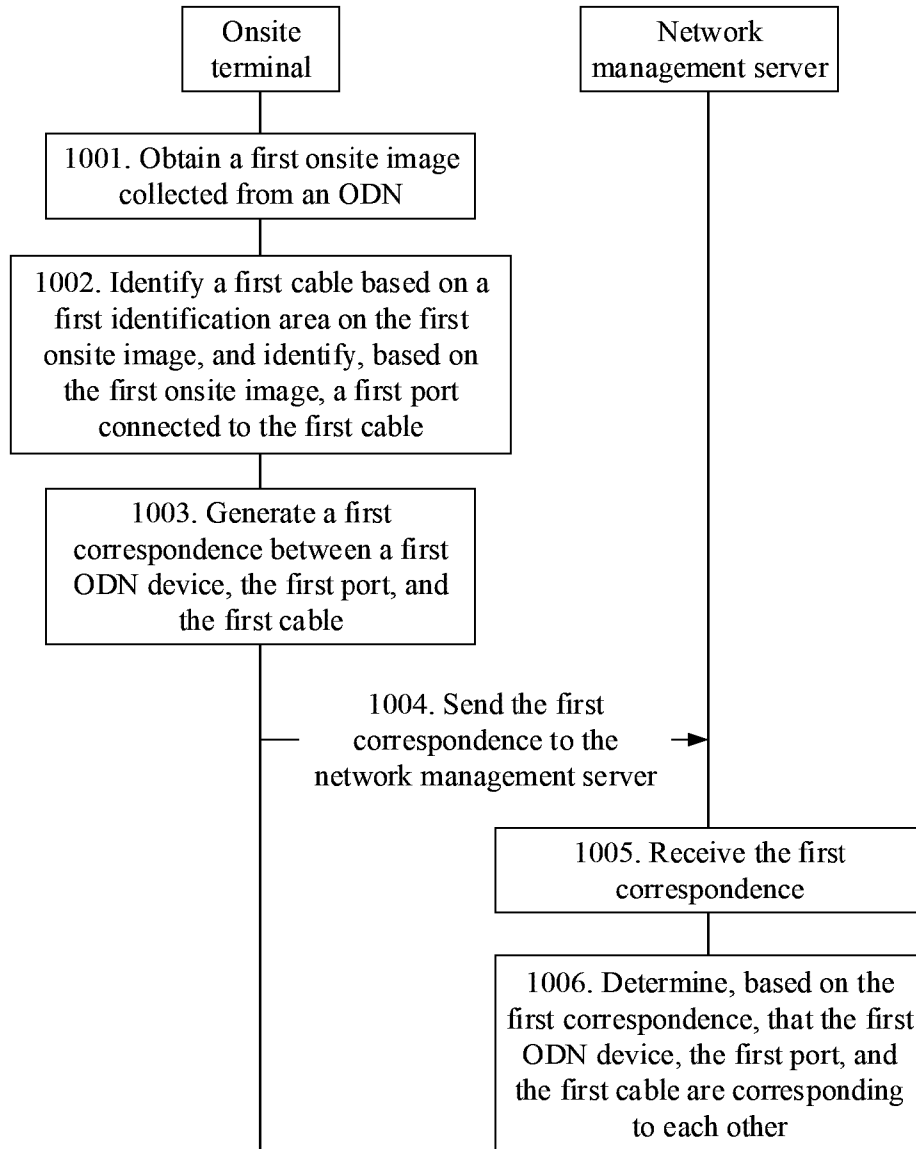 Onsite
terminal
Network
management server
1001. Obtain a first onsite image
collected from an ODN
1002. Identify a first cable based on a
first identification area on the first
onsite image, and identify, based on
the first onsite image, a first port
connected to the first cable
1003. Generate a first
correspondence between a first
ODN device, the first port, and
the first cable
1004. Send the first
correspondence to the
network management server
1005. Receive the first
correspondence
1006. Determine, based on the
first correspondence, that the first
ODN device, the first port, and
the first cable are corresponding
to each other